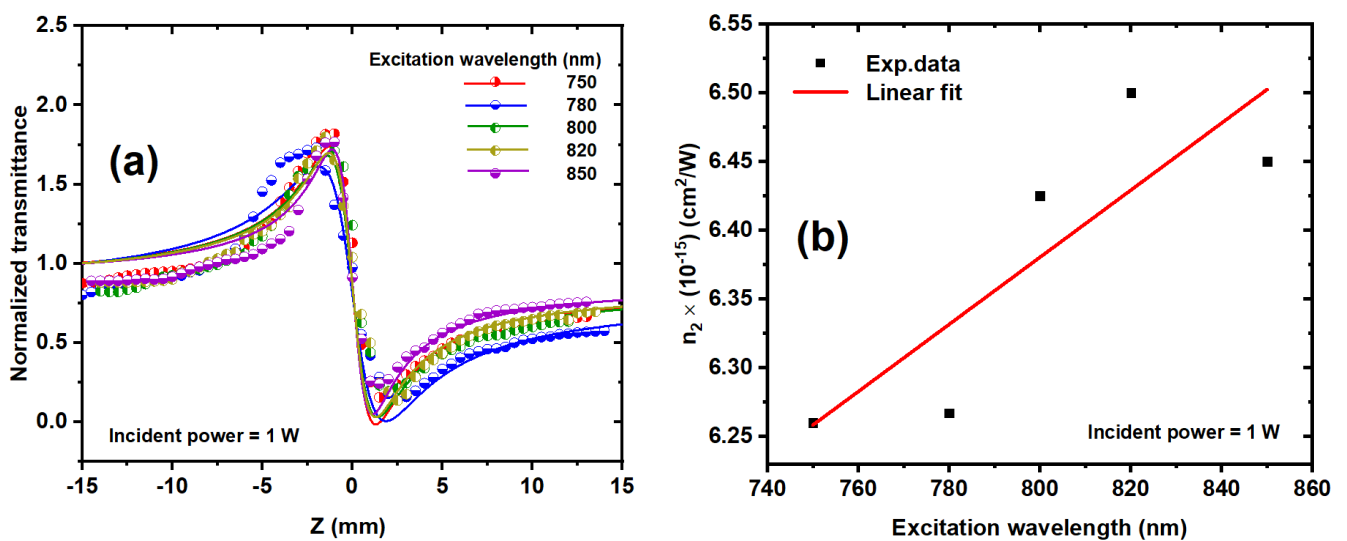 2.5
2.0
1.5
1.0
0.5
0.0
Normalized transmittance
(a)
Excitation wavelength (nm)
750
780
800
820
850
Incident power = 1 W
-15 -10 -5 0 5 10 15
Z (mm)
6.55
6.50
6.45
6.40
6.35
6.30
6.25
n₂ × (10⁻¹⁵) (cm²/W)
Exp.data
Linear fit
(b)
Incident power = 1 W
740 760 780 800 820 840 860
Excitation wavelength (nm)